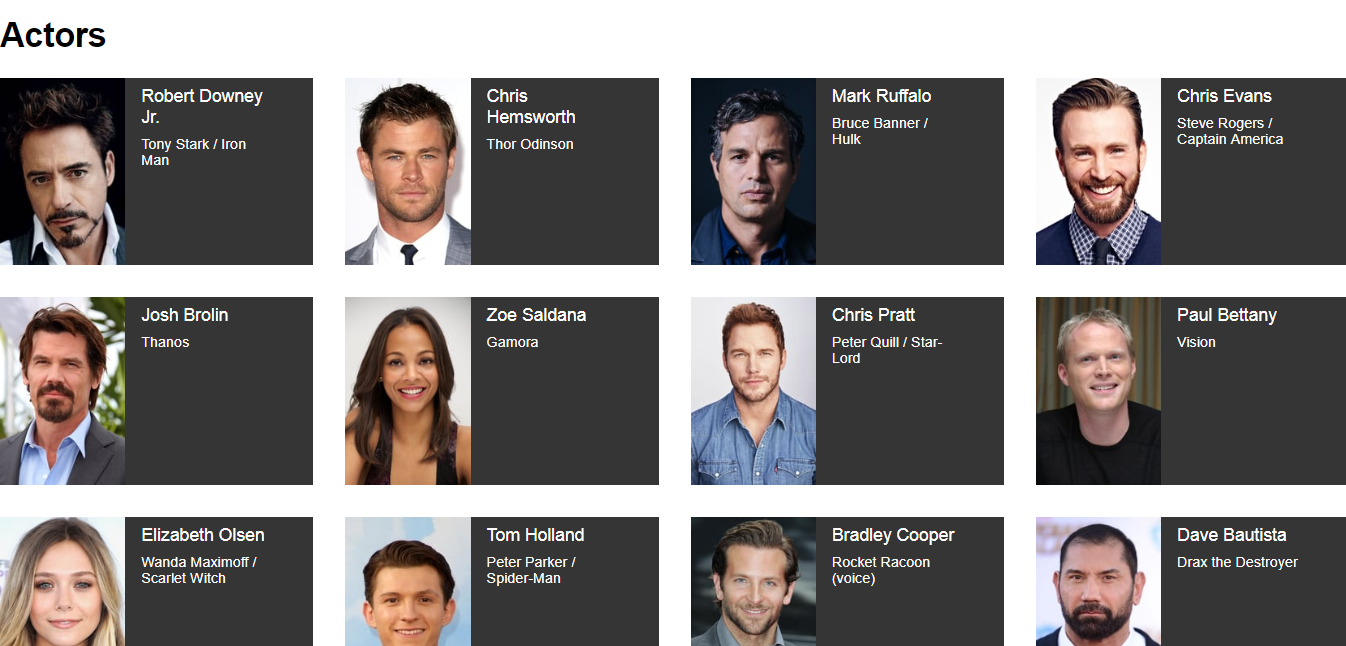 Actors
Robert Downey
Jr.
Tony Stark / Iron
Man
Chris
Hemsworth
Thor Odinson
Mark Ruffalo
Bruce Banner /
Hulk
Chris Evans
Steve Rogers /
Captain America
Josh Brolin
Thanos
Zoe Saldana
Gamora
Chris Pratt
Peter Quill / Star-
Lord
Paul Bettany
Vision
Elizabeth Olsen
Wanda Maximoff /
Scarlet Witch
Tom Holland
Peter Parker /
Spider-Man
Bradley Cooper
Rocket Racoon
(voice)
Dave Bautista
Drax the Destroyer